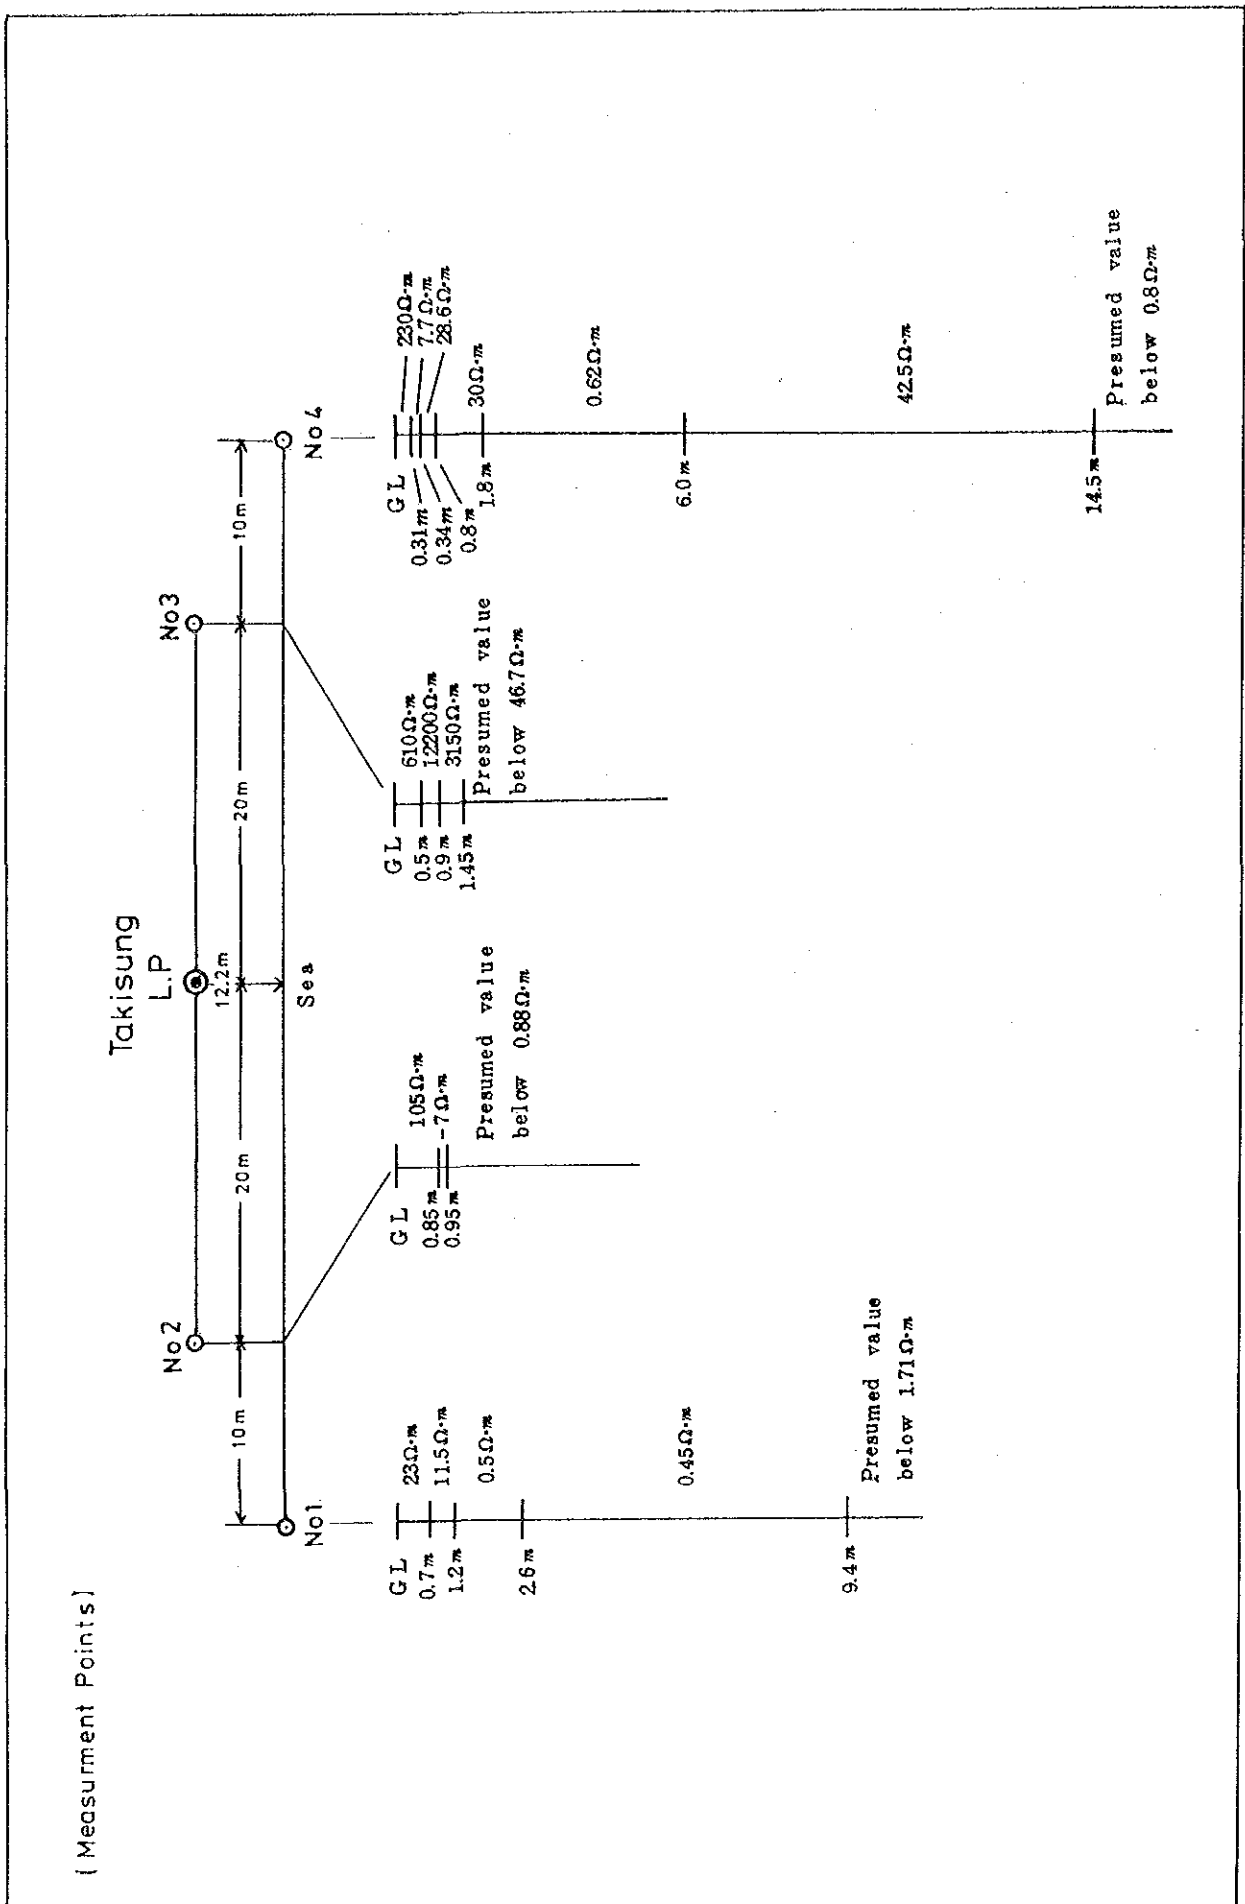 (Measurment Points)
Takisung
L.P
12.2m
Sea
No1
No2
No3
No4
10m
20m
20m
10m
GL
0.7m
1.2m
2.6m
9.4m
23Ω·m
11.5Ω·m
0.5Ω·m
0.45Ω·m
Presumed value
below 1.71Ω·m
GL
0.85m
0.95m
105Ω·m
7Ω·m
Presumed value
below 0.88Ω·m
GL
0.5m
0.9m
1.45m
610Ω·m
12200Ω·m
3150Ω·m
Presumed value
below 46.7Ω·m
GL
0.31m
0.34m
0.8m
1.8m
6.0m
14.5m
230Ω·m
7.7Ω·m
28.6Ω·m
30Ω·m
0.62Ω·m
42.5Ω·m
Presumed value
below 0.8Ω·m